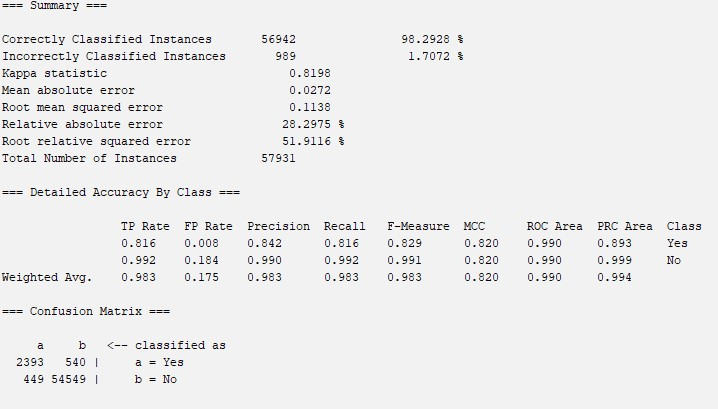 === Summary ===
Correctly Classified Instances 56942 98.2928 %
Incorrectly Classified Instances 989 1.7072 %
Kappa statistic 0.8198
Mean absolute error 0.0272
Root mean squared error 0.1138
Relative absolute error 28.2975 %
Root relative squared error 51.9116 %
Total Number of Instances 57931
=== Detailed Accuracy By Class ===
TP Rate FP Rate Precision Recall F-Measure MCC ROC Area PRC Area Class
0.816 0.008 0.842 0.816 0.829 0.820 0.990 0.893 Yes
0.992 0.184 0.990 0.992 0.991 0.820 0.990 0.999 No
Weighted Avg. 0.983 0.175 0.983 0.983 0.983 0.820 0.990 0.994
=== Confusion Matrix ===
a b <-- classified as
2393 540 | a = Yes
449 54549 | b = No